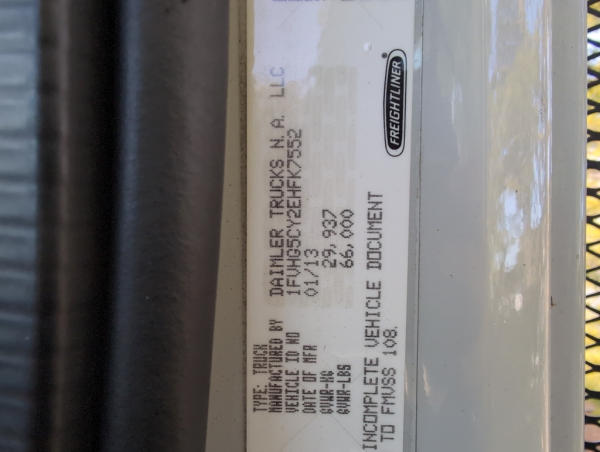 FREIGHTLINER
TYPE: TRUCK
MANUFACTURED BY DAIMLER TRUCKS N.A. LLC
VEHICLE ID NO 1FVHG5CY2EHFK7552
DATE OF MFR 01/13
GVWR-KG 29,937
GVWR-LBS 66,000
INCOMPLETE VEHICLE DOCUMENT
TO FMVSS 108.